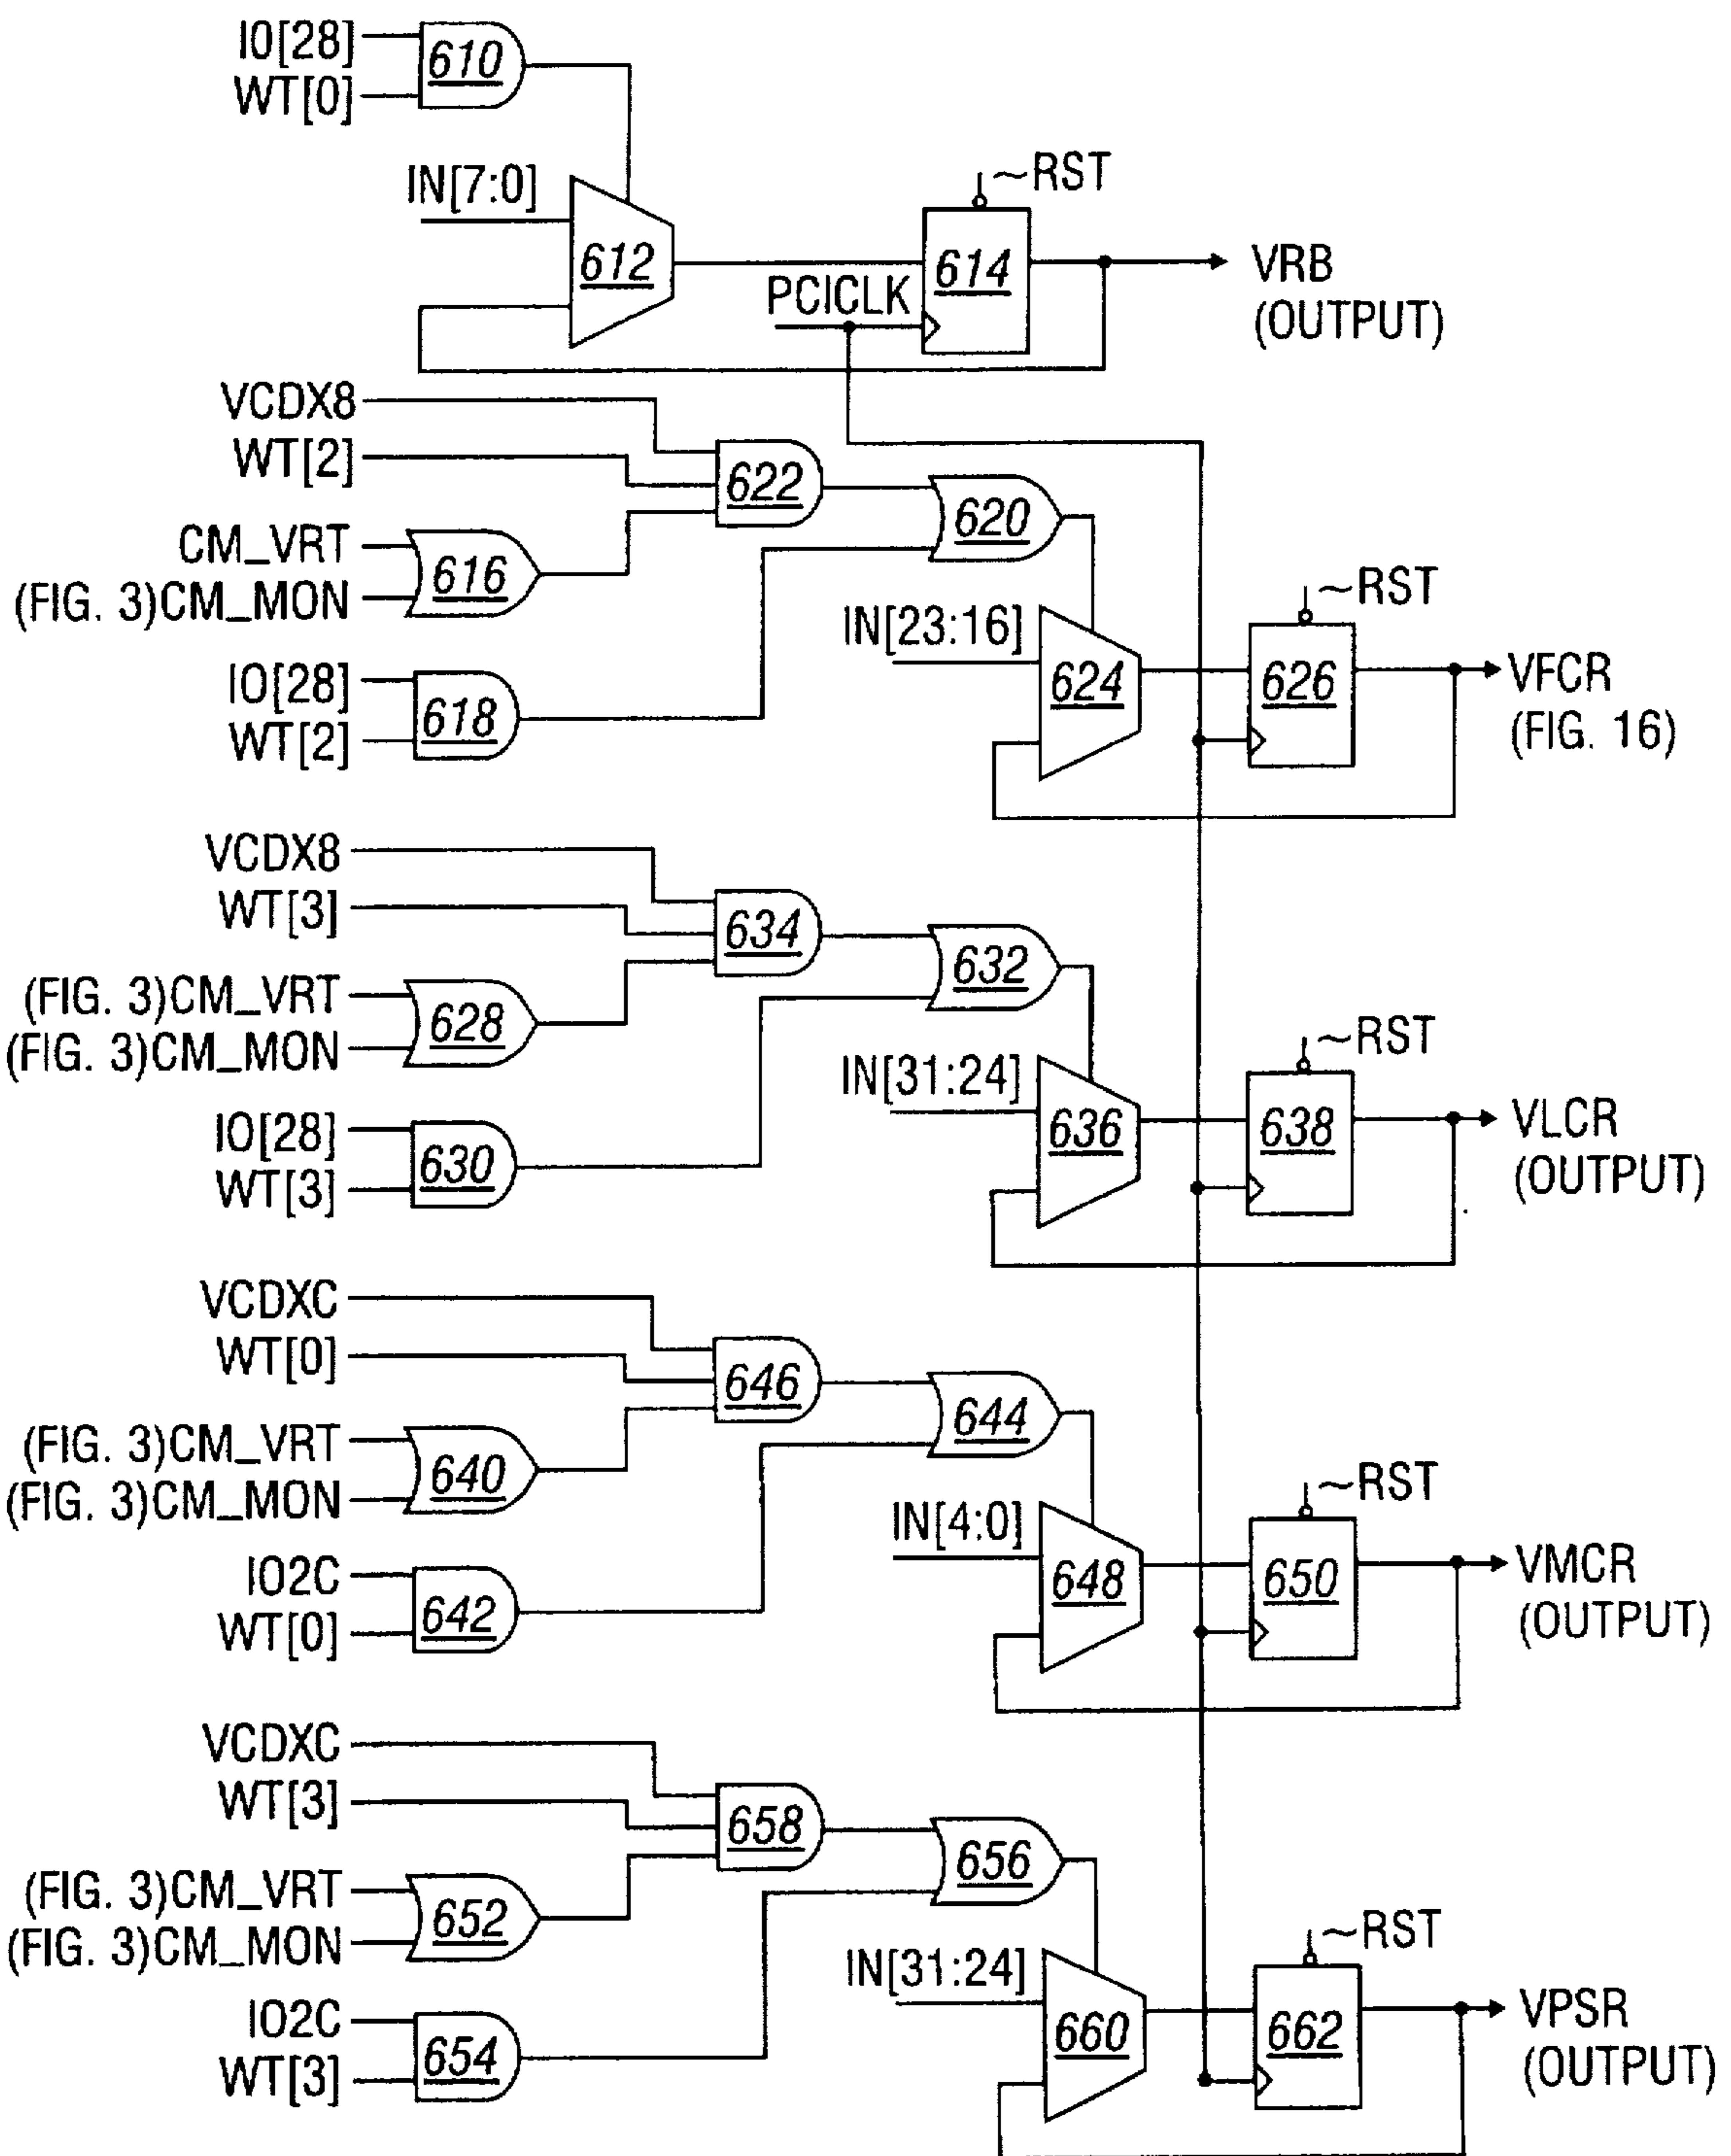 IO[28]
WT[0]
610
IN[7:0]
612
~RST
614
PCICLK
VRB
(OUTPUT)
VCDX8
WT[2]
622
620
CM_VRT
(FIG. 3)CM_MON
616
IO[28]
WT[2]
618
IN[23:16]
624
~RST
626
VFCR
(FIG. 16)
VCDX8
WT[3]
634
632
(FIG. 3)CM_VRT
(FIG. 3)CM_MON
628
IO[28]
WT[3]
630
IN[31:24]
636
~RST
638
VLCR
(OUTPUT)
VCDXC
WT[0]
646
644
(FIG. 3)CM_VRT
(FIG. 3)CM_MON
640
IO2C
WT[0]
642
IN[4:0]
648
~RST
650
VMCR
(OUTPUT)
VCDXC
WT[3]
658
656
(FIG. 3)CM_VRT
(FIG. 3)CM_MON
652
IO2C
WT[3]
654
IN[31:24]
660
~RST
662
VPSR
(OUTPUT)